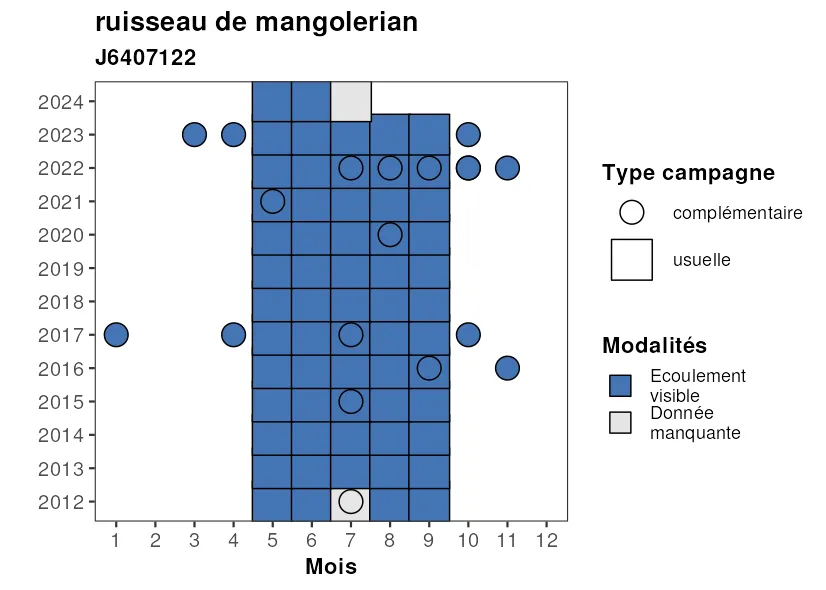 ruisseau de mangolerian
J6407122
2024
2023
2022
2021
2020
2019
2018
2017
2016
2015
2014
2013
2012
1 2 3 4 5 6 7 8 9 10 11 12
Mois
Type campagne
complémentaire
usuelle
Modalités
Ecoulement
visible
Donnée
manquante